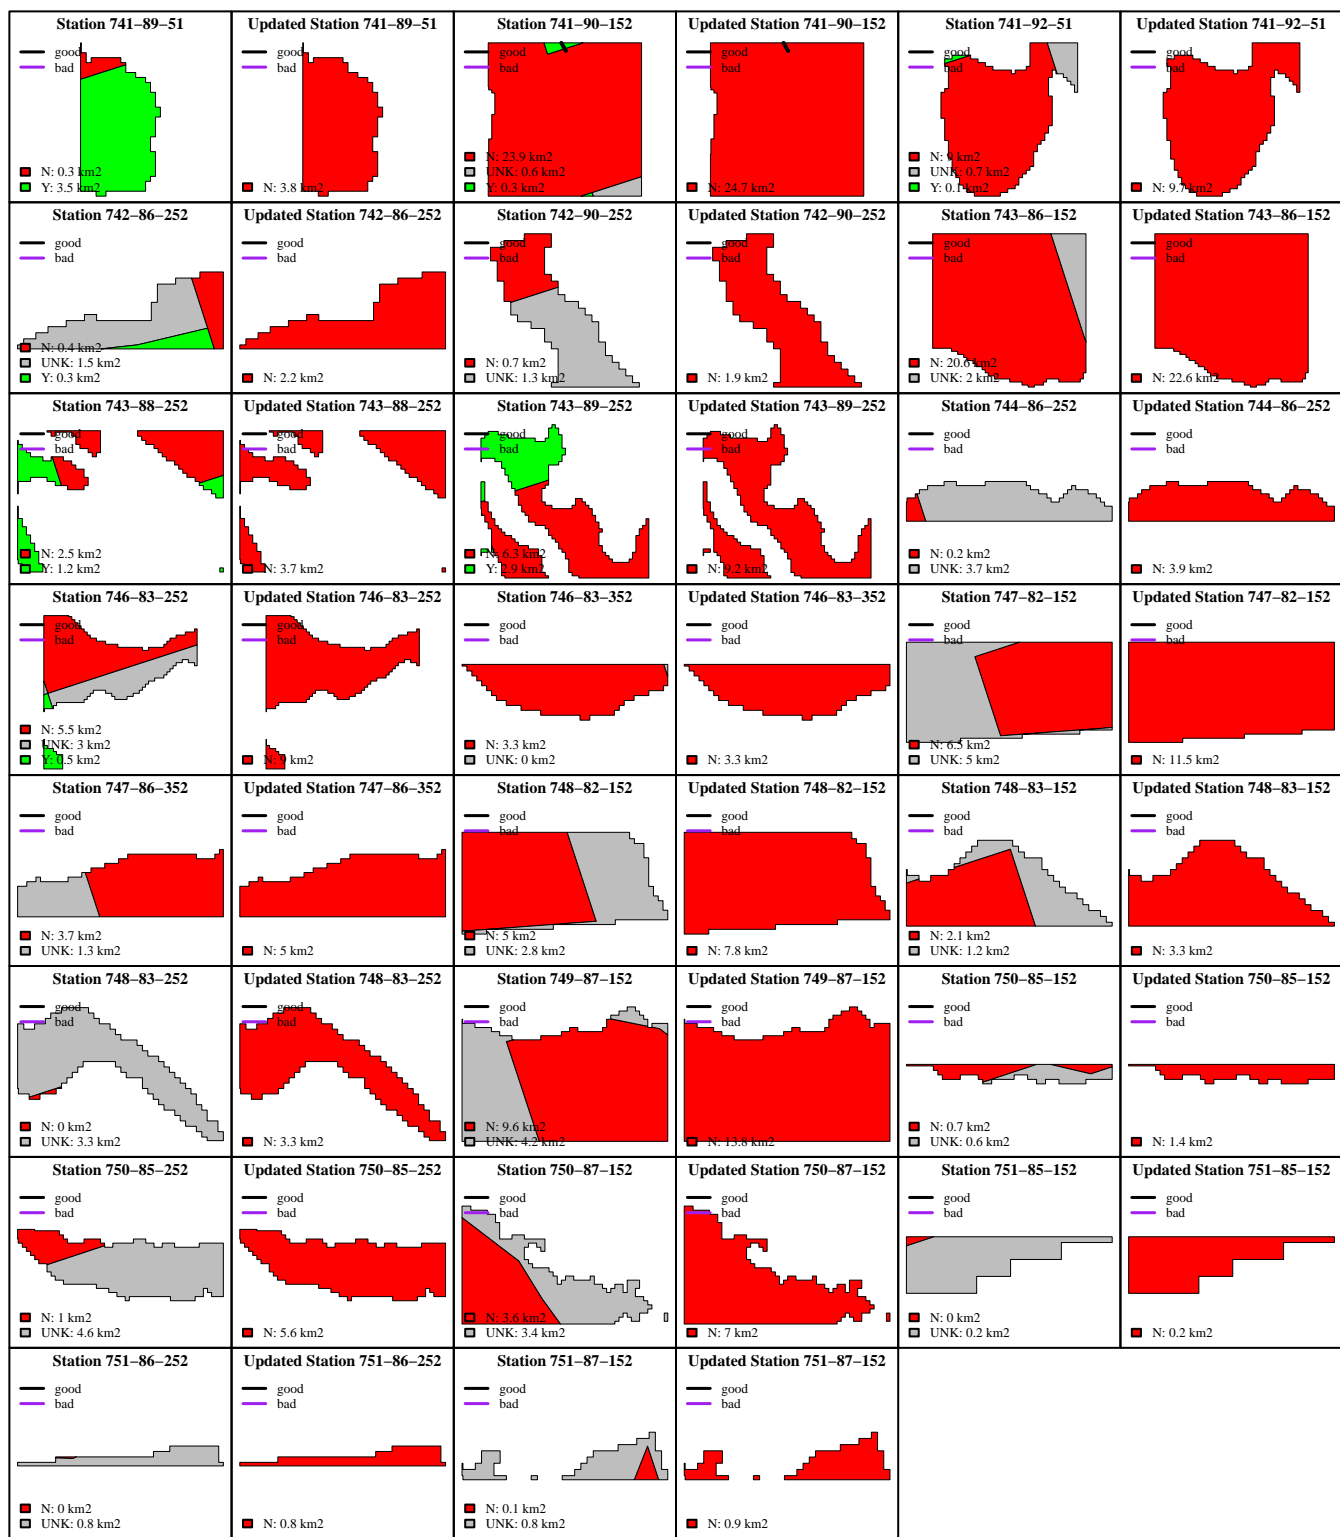 Station 741−89−51
good
bad
N: 0.3 km2
Y: 3.5 km2
Updated Station 741−89−51
good
bad
N: 3.8 km2
Station 741−90−152
good
bad
N: 23.9 km2
UNK: 0.6 km2
Y: 0.3 km2
Updated Station 741−90−152
good
bad
N: 24.7 km2
Station 741−92−51
good
bad
N: 9 km2
UNK: 0.7 km2
Y: 0.1 km2
Updated Station 741−92−51
good
bad
N: 9.7 km2
Station 742−86−252
good
bad
N: 0.4 km2
UNK: 1.5 km2
Y: 0.3 km2
Updated Station 742−86−252
good
bad
N: 2.2 km2
Station 742−90−252
good
bad
N: 0.7 km2
UNK: 1.3 km2
Updated Station 742−90−252
good
bad
N: 1.9 km2
Station 743−86−152
good
bad
N: 20.6 km2
UNK: 2 km2
Updated Station 743−86−152
good
bad
N: 22.6 km2
Station 743−88−252
good
bad
N: 2.5 km2
Y: 1.2 km2
Updated Station 743−88−252
good
bad
N: 3.7 km2
Station 743−89−252
good
bad
N: 6.3 km2
Y: 2.9 km2
Updated Station 743−89−252
good
bad
N: 9.2 km2
Station 744−86−252
good
bad
N: 0.2 km2
UNK: 3.7 km2
Updated Station 744−86−252
good
bad
N: 3.9 km2
Station 746−83−252
good
bad
N: 5.5 km2
UNK: 3 km2
Y: 0.5 km2
Updated Station 746−83−252
good
bad
N: 9 km2
Station 746−83−352
good
bad
N: 3.3 km2
UNK: 0 km2
Updated Station 746−83−352
good
bad
N: 3.3 km2
Station 747−82−152
good
bad
N: 6.5 km2
UNK: 5 km2
Updated Station 747−82−152
good
bad
N: 11.5 km2
Station 747−86−352
good
bad
N: 3.7 km2
UNK: 1.3 km2
Updated Station 747−86−352
good
bad
N: 5 km2
Station 748−82−152
good
bad
N: 5 km2
UNK: 2.8 km2
Updated Station 748−82−152
good
bad
N: 7.8 km2
Station 748−83−152
good
bad
N: 2.1 km2
UNK: 1.2 km2
Updated Station 748−83−152
good
bad
N: 3.3 km2
Station 748−83−252
good
bad
N: 0 km2
UNK: 3.3 km2
Updated Station 748−83−252
good
bad
N: 3.3 km2
Station 749−87−152
good
bad
N: 9.6 km2
UNK: 4.2 km2
Updated Station 749−87−152
good
bad
N: 13.8 km2
Station 750−85−152
good
bad
N: 0.7 km2
UNK: 0.6 km2
Updated Station 750−85−152
good
bad
N: 1.4 km2
Station 750−85−252
good
bad
N: 1 km2
UNK: 4.6 km2
Updated Station 750−85−252
good
bad
N: 5.6 km2
Station 750−87−152
good
bad
N: 3.6 km2
UNK: 3.4 km2
Updated Station 750−87−152
good
bad
N: 7 km2
Station 751−85−152
good
bad
N: 0 km2
UNK: 0.2 km2
Updated Station 751−85−152
good
bad
N: 0.2 km2
Station 751−86−252
good
bad
N: 0 km2
UNK: 0.8 km2
Updated Station 751−86−252
good
bad
N: 0.8 km2
Station 751−87−152
good
bad
N: 0.1 km2
UNK: 0.8 km2
Updated Station 751−87−152
good
bad
N: 0.9 km2